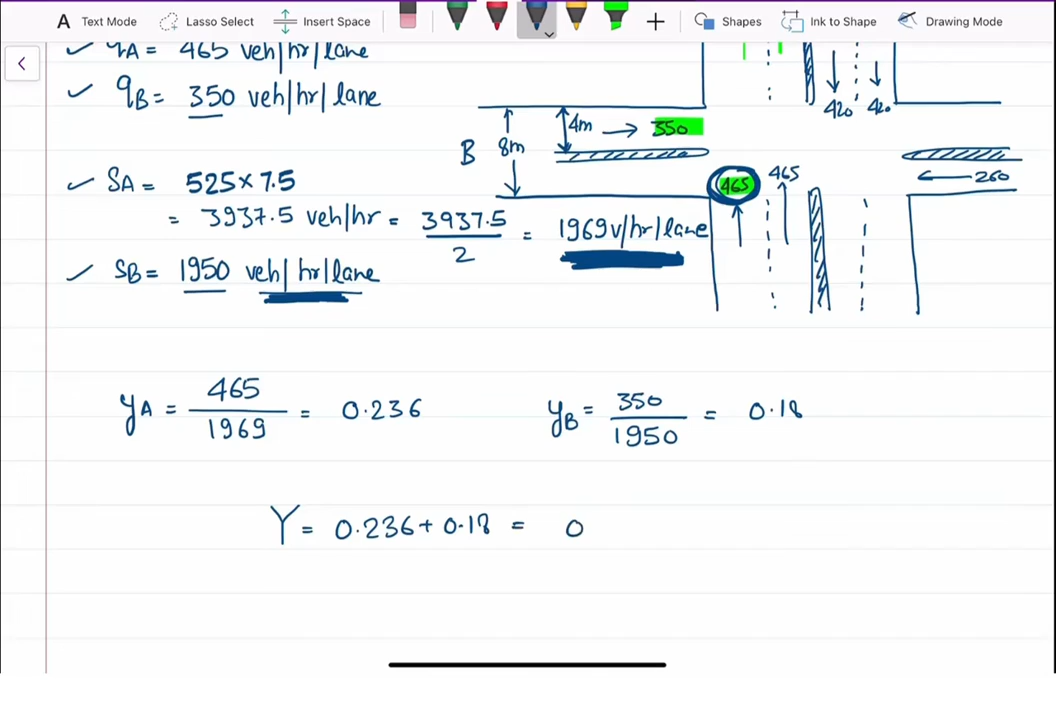 A Text Mode Lasso Select Insert Space Shapes Ink to Shape Drawing Mode
qA = 465 veh/hr/lane
qB = 350 veh/hr/lane
420 420
4m → 350
B 8m
465 465
← 260
SA = 525 × 7.5
= 3937.5 veh/hr = 3937.5 / 2 = 1969 v/hr/lane
SB = 1950 veh/hr/lane
yA = 465 / 1969 = 0.236
yB = 350 / 1950 = 0.18
Y = 0.236 + 0.18 = 0